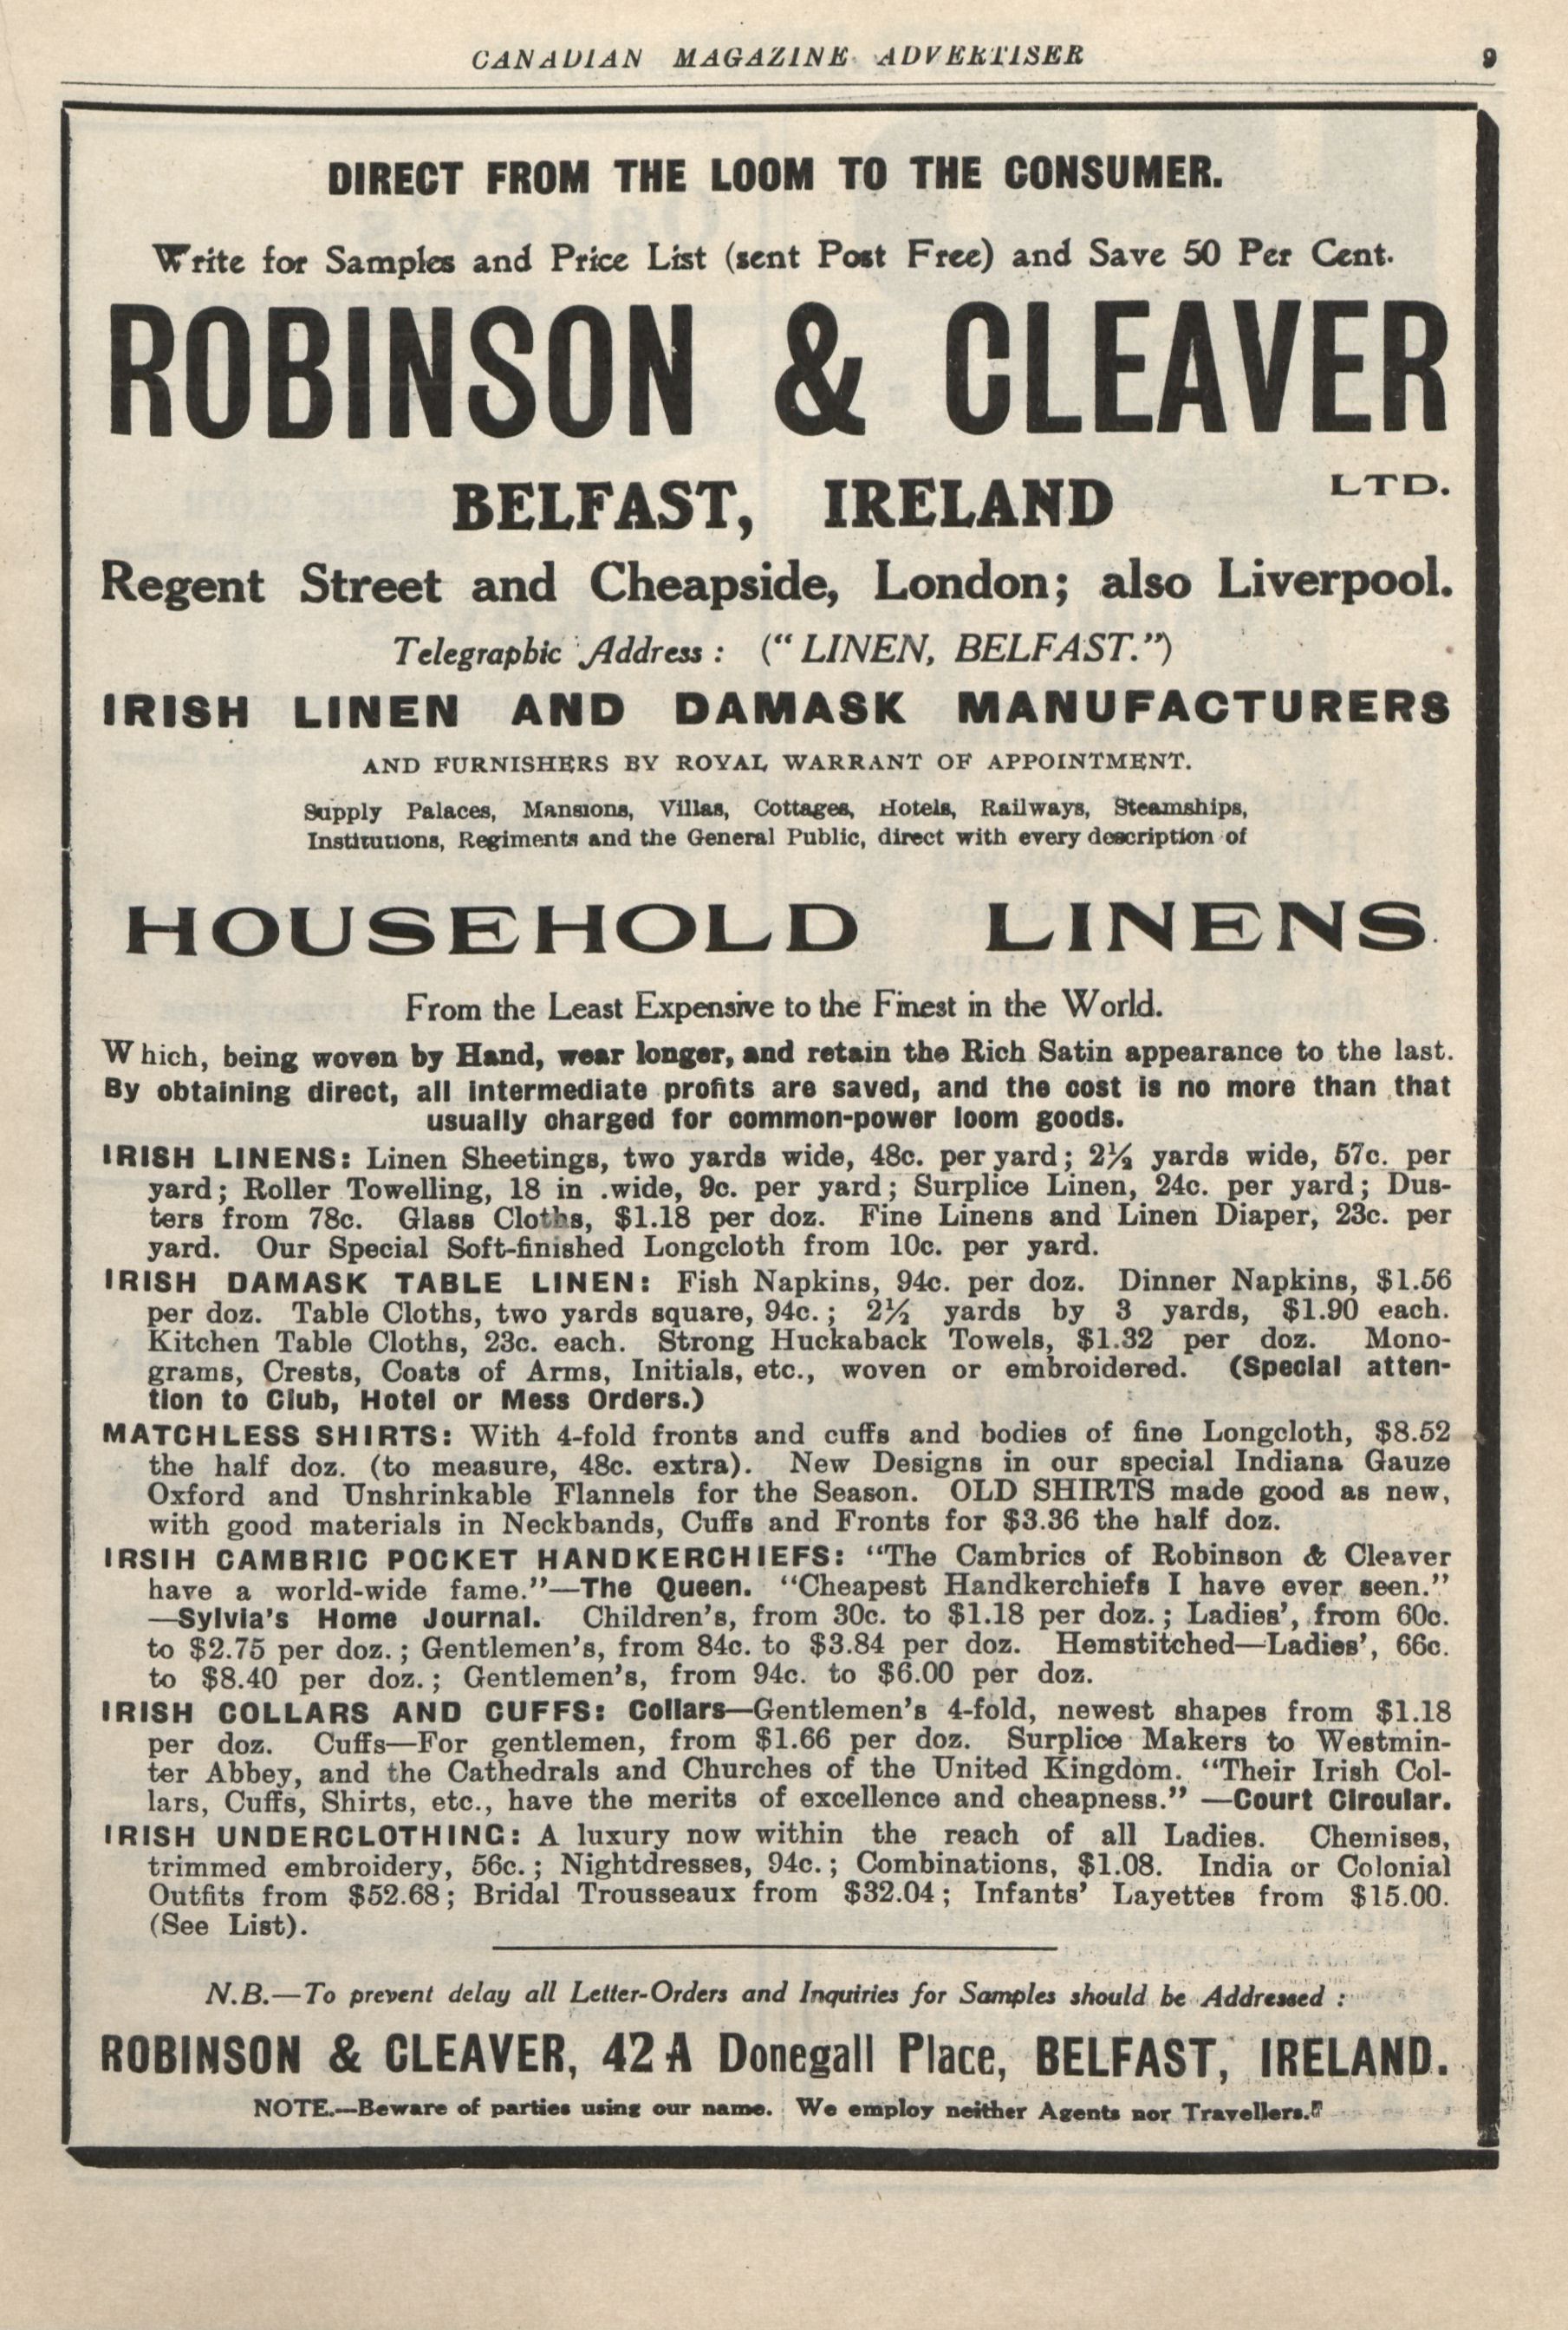 CANADIAN MAGAZINE ADVERTISER 9
DIRECT FROM THE LOOM TO THE CONSUMER.
Write for Samples and Price List (sent Post Free) and Save 50 Per Cent.
ROBINSON & CLEAVER
LTD.
BELFAST, IRELAND
Regent Street and Cheapside, London; also Liverpool.
Telegraphic Address: ("LINEN, BELFAST.")
IRISH LINEN AND DAMASK MANUFACTURERS
AND FURNISHERS BY ROYAL WARRANT OF APPOINTMENT.
Supply Palaces, Mansions, Villas, Cottages, Hotels, Railways, Steamships,
Institutions, Regiments and the General Public, direct with every description of
HOUSEHOLD LINENS.
From the Least Expensive to the Finest in the World.
Which, being woven by Hand, wear longer, and retain the Rich Satin appearance to the last.
By obtaining direct, all intermediate profits are saved, and the cost is no more than that
usually charged for common-power loom goods.
IRISH LINENS: Linen Sheetings, two yards wide, 48c. per yard; 2½ yards wide, 57c. per
yard; Roller Towelling, 18 in .wide, 9c. per yard; Surplice Linen, 24c. per yard; Dus-
ters from 78c. Glass Cloths, $1.18 per doz. Fine Linens and Linen Diaper, 23c. per
yard. Our Special Soft-finished Longcloth from 10c. per yard.
IRISH DAMASK TABLE LINEN: Fish Napkins, 94c. per doz. Dinner Napkins, $1.56
per doz. Table Cloths, two yards square, 94c.; 2½ yards by 3 yards, $1.90 each.
Kitchen Table Cloths, 23c. each. Strong Huckaback Towels, $1.32 per doz. Mono-
grams, Crests, Coats of Arms, Initials, etc., woven or embroidered. (Special atten-
tion to Club, Hotel or Mess Orders.)
MATCHLESS SHIRTS: With 4-fold fronts and cuffs and bodies of fine Longcloth, $8.52
the half doz. (to measure, 48c. extra). New Designs in our special Indiana Gauze
Oxford and Unshrinkable Flannels for the Season. OLD SHIRTS made good as new,
with good materials in Neckbands, Cuffs and Fronts for $3.36 the half doz.
IRSIH CAMBRIC POCKET HANDKERCHIEFS: "The Cambrics of Robinson & Cleaver
have a world-wide fame."—The Queen. "Cheapest Handkerchiefs I have ever seen."
—Sylvia's Home Journal. Children's, from 30c. to $1.18 per doz.; Ladies', from 60c.
to $2.75 per doz.; Gentlemen's, from 84c. to $3.84 per doz. Hemstitched—Ladies', 66c.
to $8.40 per doz.; Gentlemen's, from 94c. to $6.00 per doz.
IRISH COLLARS AND CUFFS: Collars—Gentlemen's 4-fold, newest shapes from $1.18
per doz. Cuffs—For gentlemen, from $1.66 per doz. Surplice Makers to Westmin-
ter Abbey, and the Cathedrals and Churches of the United Kingdom. "Their Irish Col-
lars, Cuffs, Shirts, etc., have the merits of excellence and cheapness." —Court Circular.
IRISH UNDERCLOTHING: A luxury now within the reach of all Ladies. Chemises,
trimmed embroidery, 56c.; Nightdresses, 94c.; Combinations, $1.08. India or Colonial
Outfits from $52.68; Bridal Trousseaux from $32.04; Infants' Layettes from $15.00.
(See List).
N.B.—To prevent delay all Letter-Orders and Inquiries for Samples should be Addressed:
ROBINSON & CLEAVER, 42A Donegall Place, BELFAST, IRELAND.
NOTE.—Beware of parties using our name. We employ neither Agents nor Travellers.